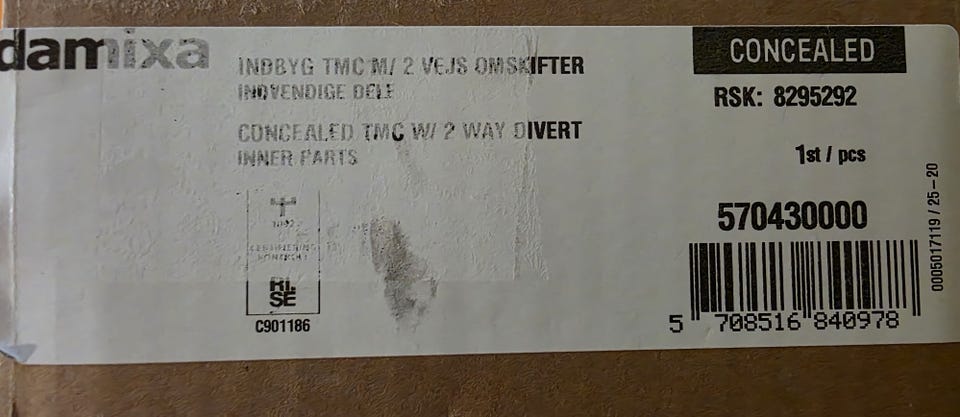 damixa
INDBYG TMC M/ 2 VEJS OMSKIFTER
INDVENDIGE DELE
CONCEALED TMC W/ 2 WAY DIVERT
INNER PARTS
CONCEALED
RSK: 8295292
1st / pcs
570430000
5 708516 840978
0005017119 / 25-20
1002
RI.
SE
C901186